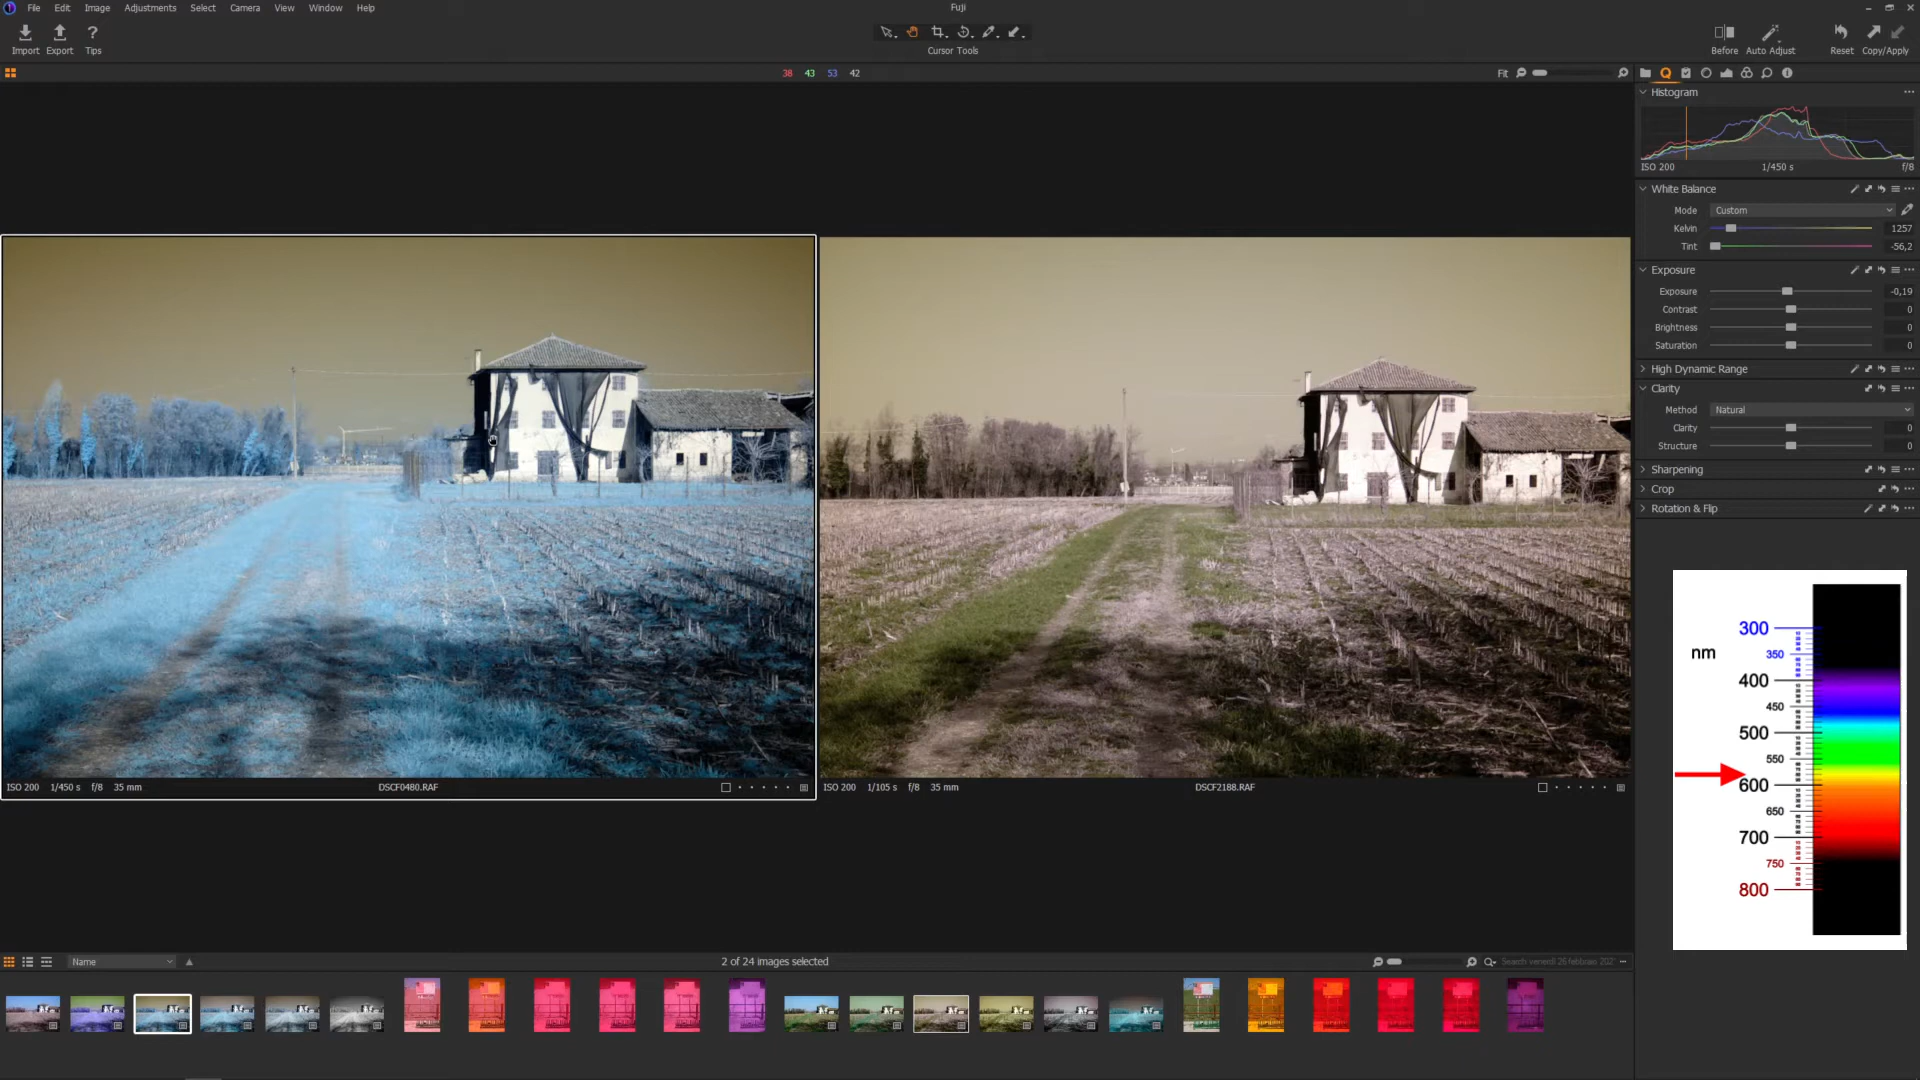 File Edit Image Adjustments Select Camera View Window Help
Fuji
Import Export Tips
Cursor Tools
Before Auto Adjust Reset Copy/Apply
38 43 53 42
Fit
Histogram
ISO 200 1/450 s f/8
White Balance
Mode Custom
Kelvin 1257
Tint -56,2
Exposure
Exposure -0,19
Contrast 0
Brightness 0
Saturation 0
High Dynamic Range
Clarity
Method Natural
Clarity 0
Structure 0
Sharpening
Crop
Rotation & Flip
300
nm
350
400
450
500
550
600
650
700
750
800
ISO 200 1/450 s f/8 35 mm DSCF0480.RAF
ISO 200 1/105 s f/8 35 mm DSCF2188.RAF
Name
2 of 24 images selected
Search venerdì 26 febbraio 202